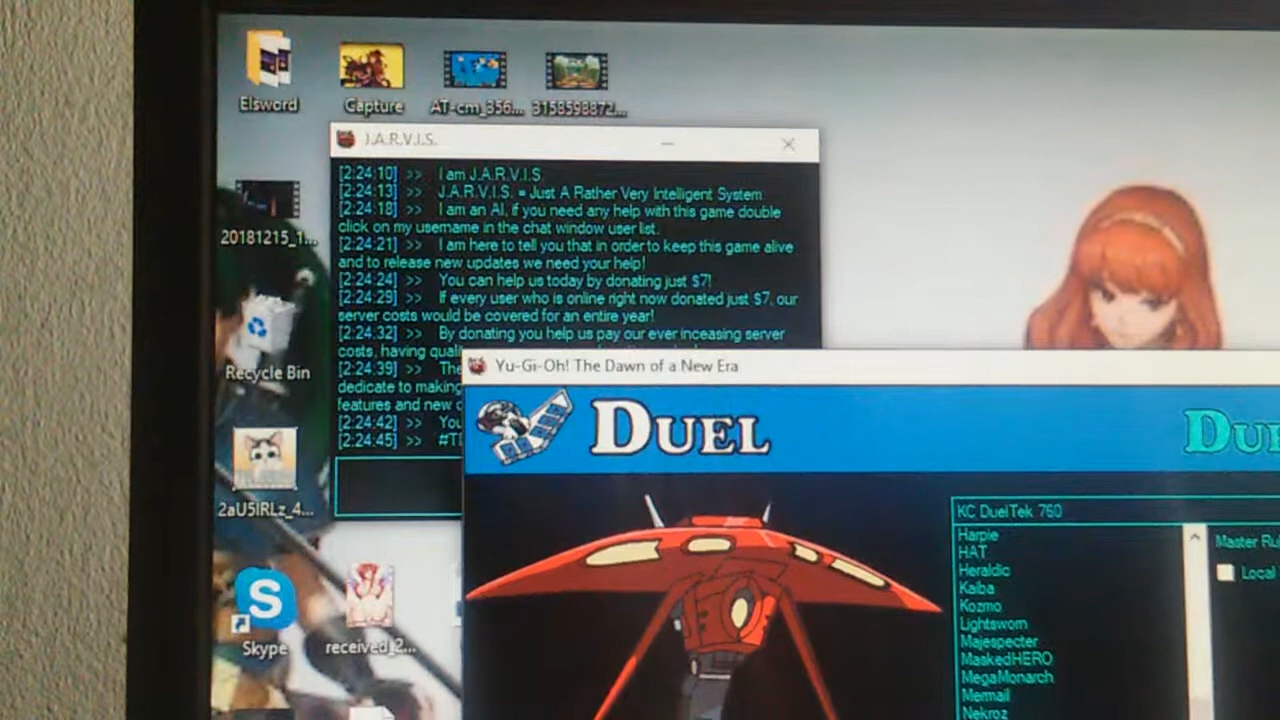 Elsword
Capture
AT-cm_356...
3158598872...
J.A.R.V.I.S.
[2:24:10] >> I am J.A.R.V.I.S
[2:24:13] >> J.A.R.V.I.S. = Just A Rather Very Intelligent System
[2:24:18] >> I am an AI, if you need any help with this game double
click on my username in the chat window user list.
[2:24:21] >> I am here to tell you that in order to keep this game alive
and to release new updates we need your help!
[2:24:24] >> You can help us today by donating just $7!
[2:24:29] >> If every user who is online right now donated just $7, our
server costs would be covered for an entire year!
[2:24:32] >> By donating you help us pay our ever inceasing server
costs, having quali
[2:24:39] >> The
dedicate to making
features and new c
[2:24:42] >> You
[2:24:45] >> #T
20181215_1...
Recycle Bin
2aU5IRLz_4...
Skype
received_2...
Yu-Gi-Oh! The Dawn of a New Era
DUEL
DUE
KC DuelTek 760
Harpie
HAT
Heraldic
Kaiba
Kozmo
Lightsworn
Majespecter
MaskedHERO
MegaMonarch
Mermail
Nekroz
Master Ru
Local